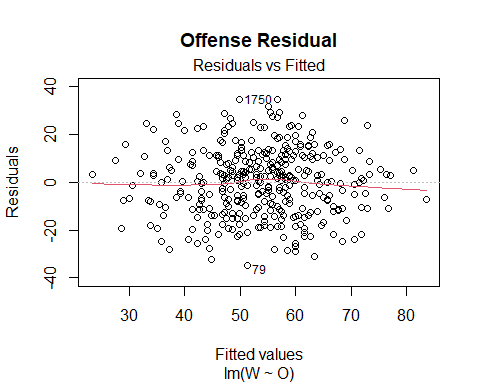 Offense Residual
Residuals vs Fitted
40
20
0
-20
-40
Residuals
1750
79
30 40 50 60 70 80
Fitted values
lm(W ~ O)